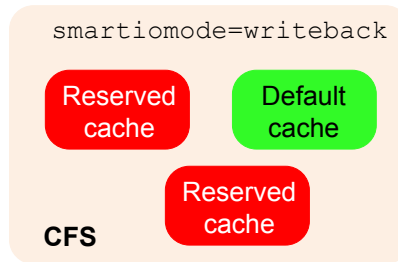 smartiomode=writeback
Reserved
cache
Default
cache
Reserved
cache
CFS